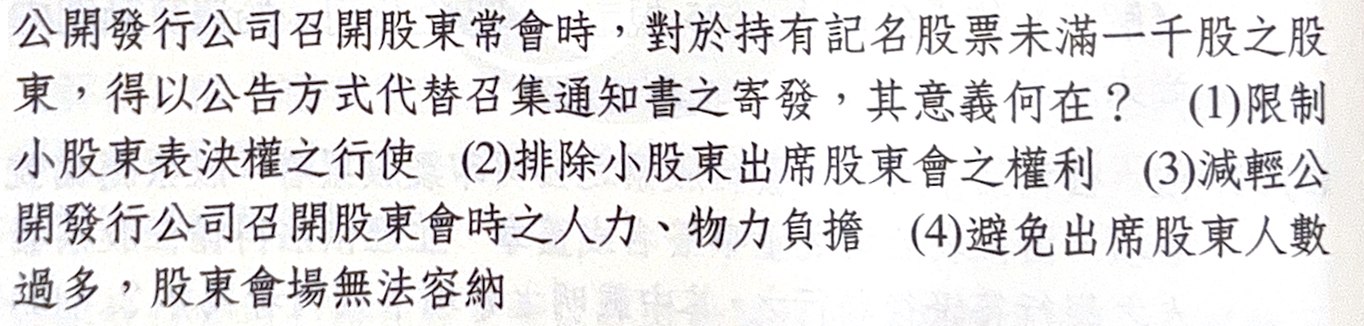 公開發行公司召開股東常會時，對於持有記名股票未滿一千股之股
東，得以公告方式代替召集通知書之寄發，其意義何在？　(1)限制
小股東表決權之行使　(2)排除小股東出席股東會之權利　(3)減輕公
開發行公司召開股東會時之人力、物力負擔　(4)避免出席股東人數
過多，股東會場無法容納